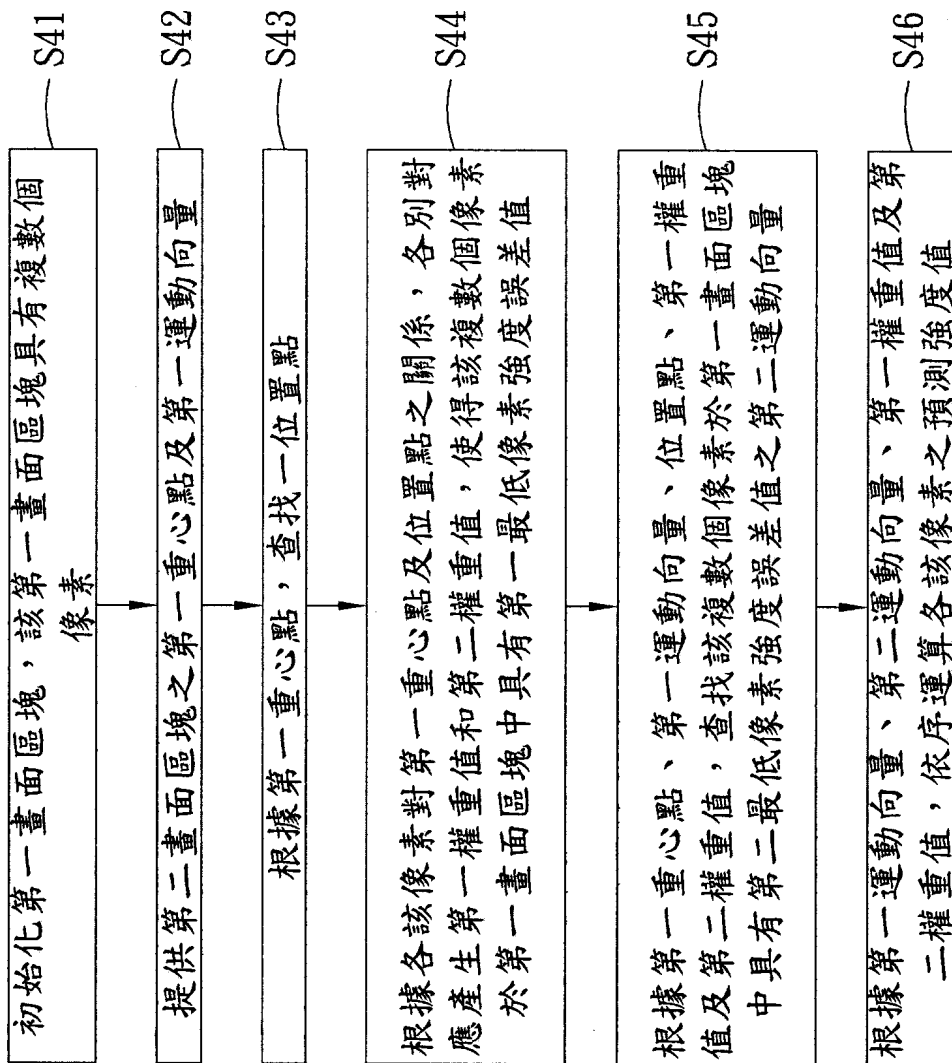 初始化第一畫面區塊，該第一畫面區塊具有複數個
像素
S41
提供第二畫面區塊之第一重心點及第一運動向量
S42
根據第一重心點，查找一位置點
S43
根據各該像素對第一重心點及位置點之關係，各別對
應產生第一權重值和第二權重值，使得該複數個像素
於第一畫面區塊中具有第一最低像素強度誤差值
S44
根據第一重心點、第一運動向量、位置點、第一權重
值及第二權重值，查找該複數個像素於第一畫面區塊
中具有第二最低像素強度誤差值之第二運動向量
S45
根據第一運動向量、第二運動向量、第一權重值及第
二權重值，依序運算各該像素之預測強度值
S46